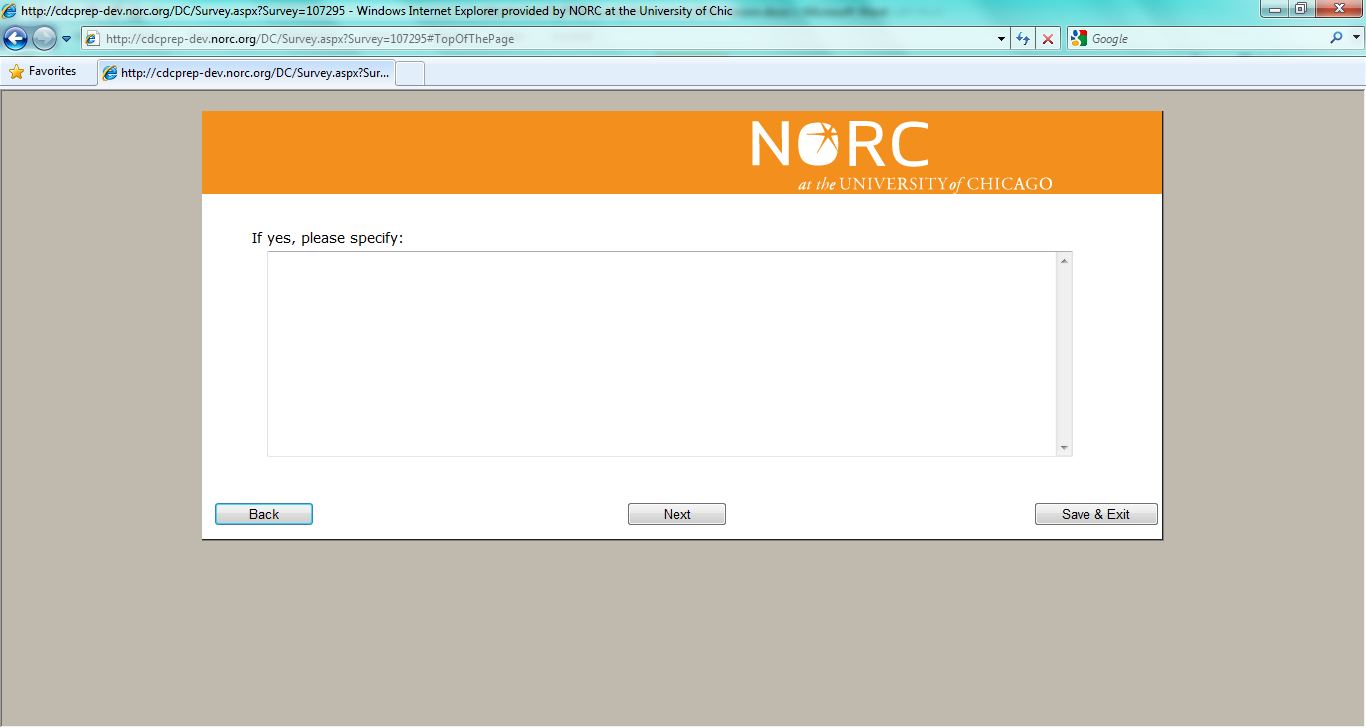 http://cdcprep-dev.norc.org/DC/Survey.aspx?Survey=107295 - Windows Internet Explorer provided by NORC at the University of Chic
http://cdcprep-dev.norc.org/DC/Survey.aspx?Survey=107295#TopOfThePage
Google
Favorites
http://cdcprep-dev.norc.org/DC/Survey.aspx?Sur...
NORC
at the UNIVERSITY of CHICAGO
If yes, please specify:
Back
Next
Save & Exit